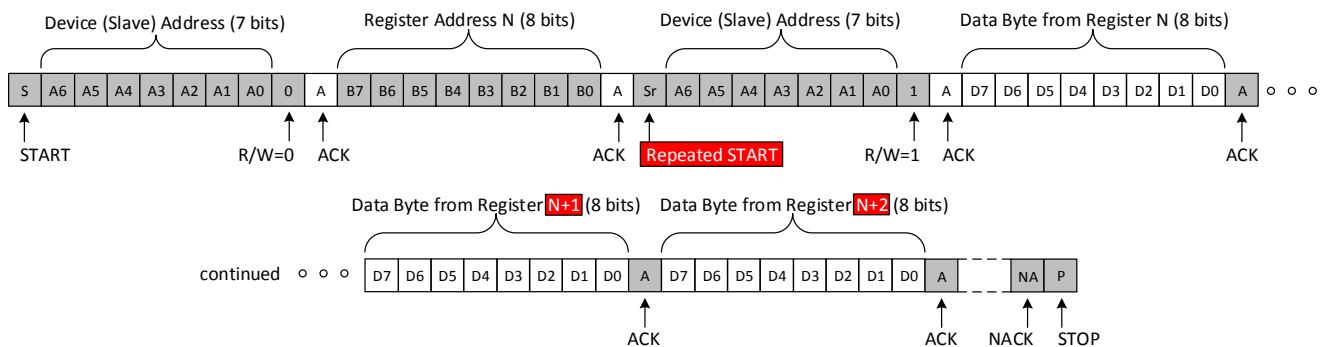 Device (Slave) Address (7 bits) Register Address N (8 bits) Device (Slave) Address (7 bits) Data Byte from Register N (8 bits)
S A6 A5 A4 A3 A2 A1 A0 0 A B7 B6 B5 B4 B3 B2 B1 B0 A Sr A6 A5 A4 A3 A2 A1 A0 1 A D7 D6 D5 D4 D3 D2 D1 D0 A
START R/W=0 ACK ACK Repeated START R/W=1 ACK ACK
Data Byte from Register N+1 (8 bits) Data Byte from Register N+2 (8 bits)
continued D7 D6 D5 D4 D3 D2 D1 D0 A D7 D6 D5 D4 D3 D2 D1 D0 A NA P
ACK ACK NACK STOP